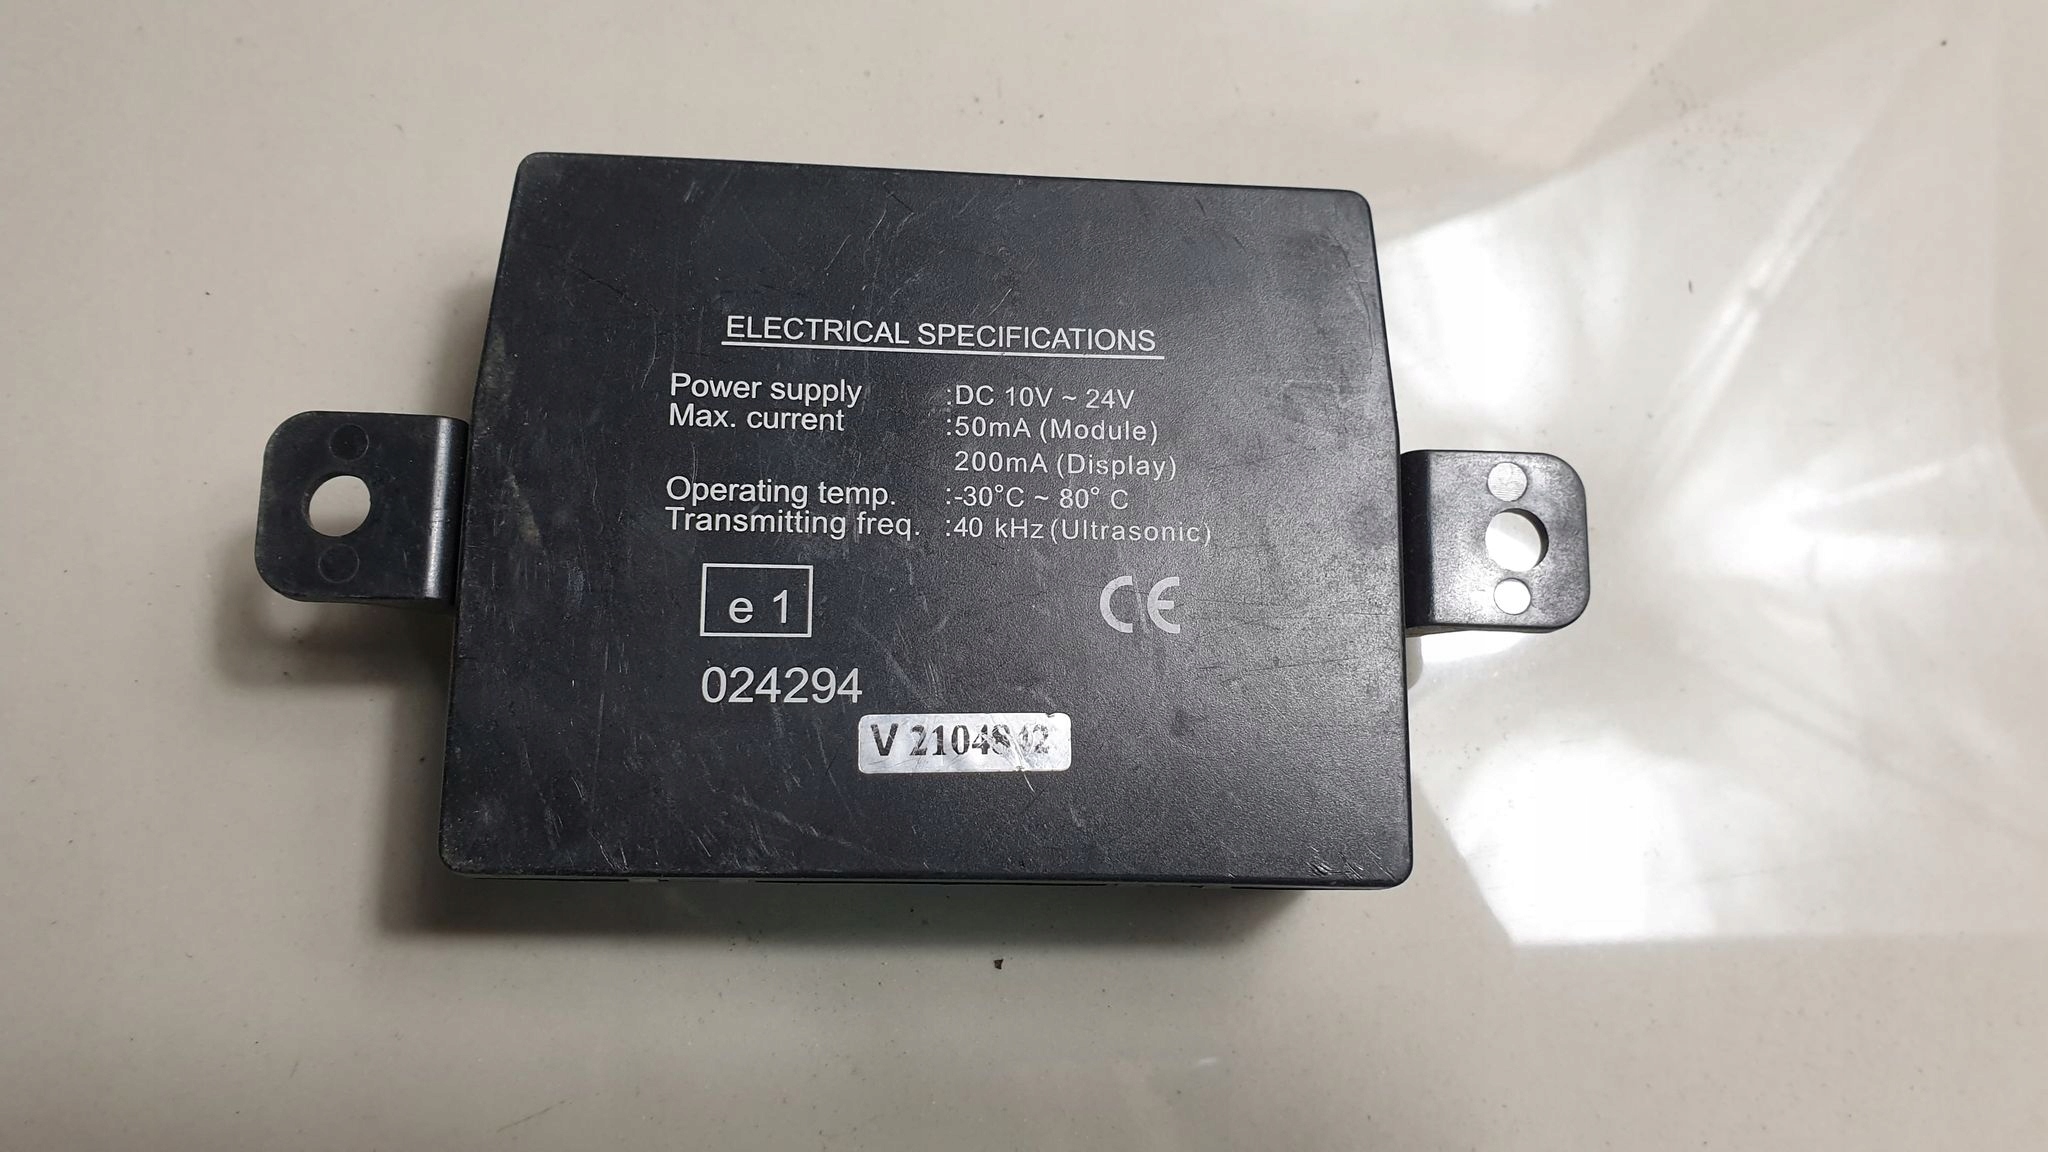 ELECTRICAL SPECIFICATIONS
Power supply :DC 10V ~ 24V
Max. current :50mA (Module)
200mA (Display)
Operating temp. :-30°C ~ 80° C
Transmitting freq. :40 kHz (Ultrasonic)
e 1
CE
024294
V